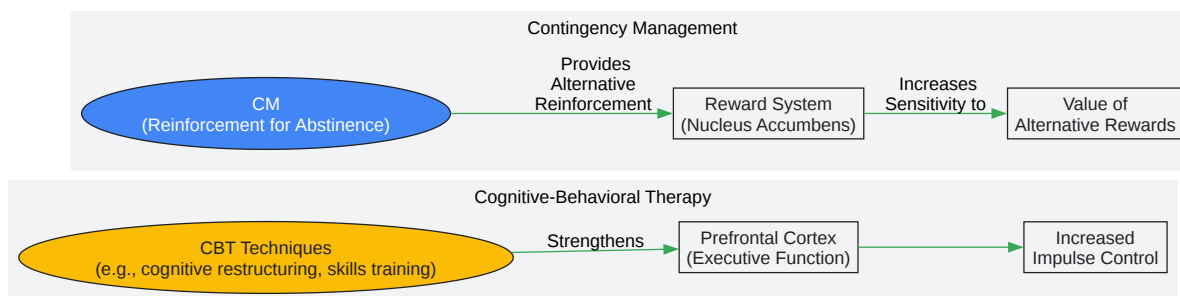 Contingency Management
CM
(Reinforcement for Abstinence)
Provides
Alternative
Reinforcement
Reward System
(Nucleus Accumbens)
Increases
Sensitivity to
Value of
Alternative Rewards
Cognitive-Behavioral Therapy
CBT Techniques
(e.g., cognitive restructuring, skills training)
Strengthens
Prefrontal Cortex
(Executive Function)
Increased
Impulse Control